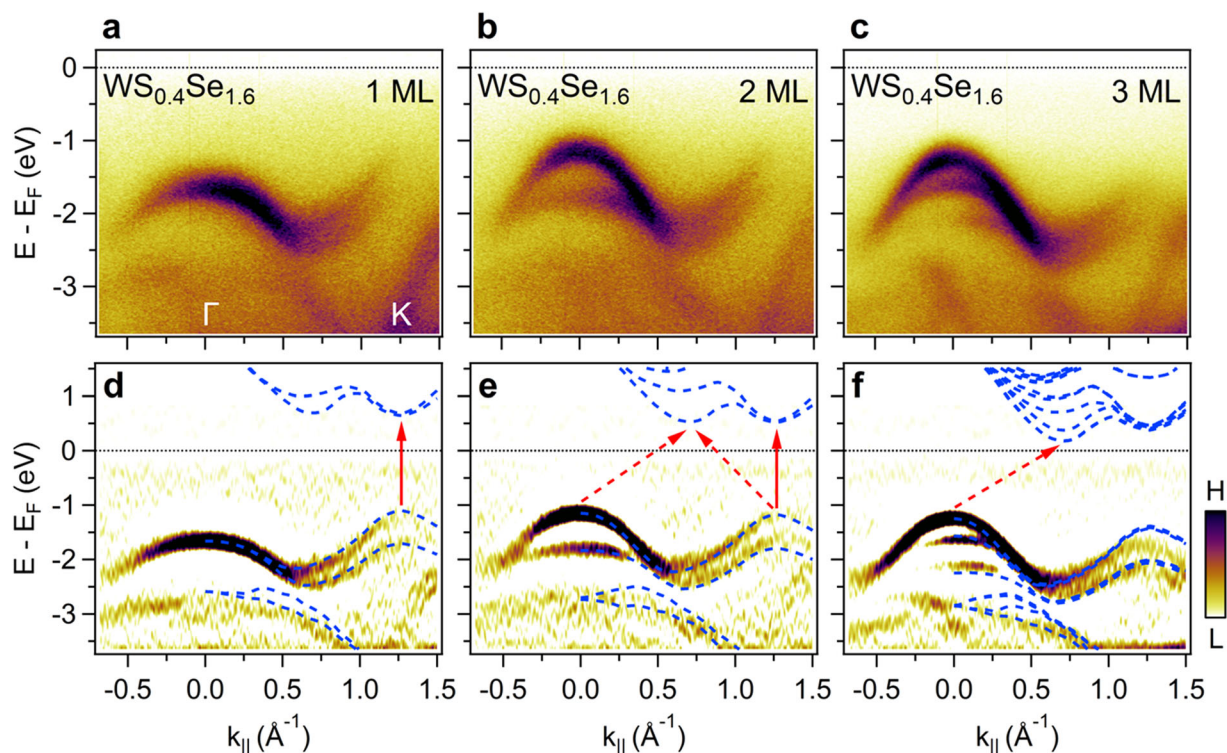 a b c
0 WS0.4Se1.6 1 ML WS0.4Se1.6 2 ML WS0.4Se1.6 3 ML
-1
-2
-3
E - EF (eV)
Γ K
d e f
1
0
-1
-2
-3
E - EF (eV)
H
L
-0.5 0.0 0.5 1.0 1.5 -0.5 0.0 0.5 1.0 1.5 -0.5 0.0 0.5 1.0 1.5
k|| (Å-1) k|| (Å-1) k|| (Å-1)